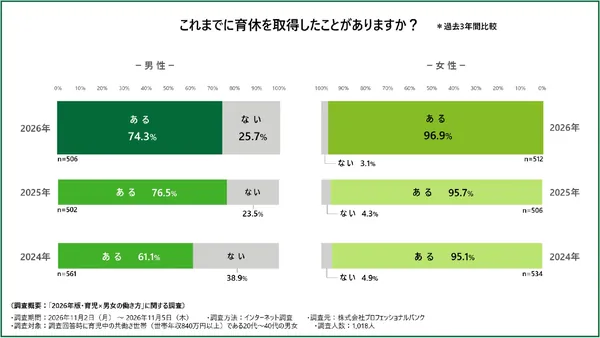 これまでに育休を取得したことがありますか？ ＊過去3年間比較
－男性－
－女性－
0% 10% 20% 30% 40% 50% 60% 70% 80% 90% 100%
100% 90% 80% 70% 60% 50% 40% 30% 20% 10% 0%
2026年
ある
74.3%
ない
25.7%
n=506
ある
96.9%
2026年
ない 3.1%
n=512
2025年
ある 76.5%
ない
n=502
23.5%
ある 95.7%
2025年
ない 4.3%
n=506
2024年
ある 61.1%
ない
n=561
38.9%
ある 95.1%
2024年
ない 4.9%
n=534
《調査概要：「2026年版・育児×男女の働き方」に関する調査》
・調査期間：2026年11月2日（月）～2026年11月5日（木） ・調査方法：インターネット調査 ・調査元：株式会社プロフェッショナルバンク
・調査対象：調査回答時に育児中の共働き世帯（世帯年収840万円以上）である20代～40代の男女 ・調査人数：1,018人